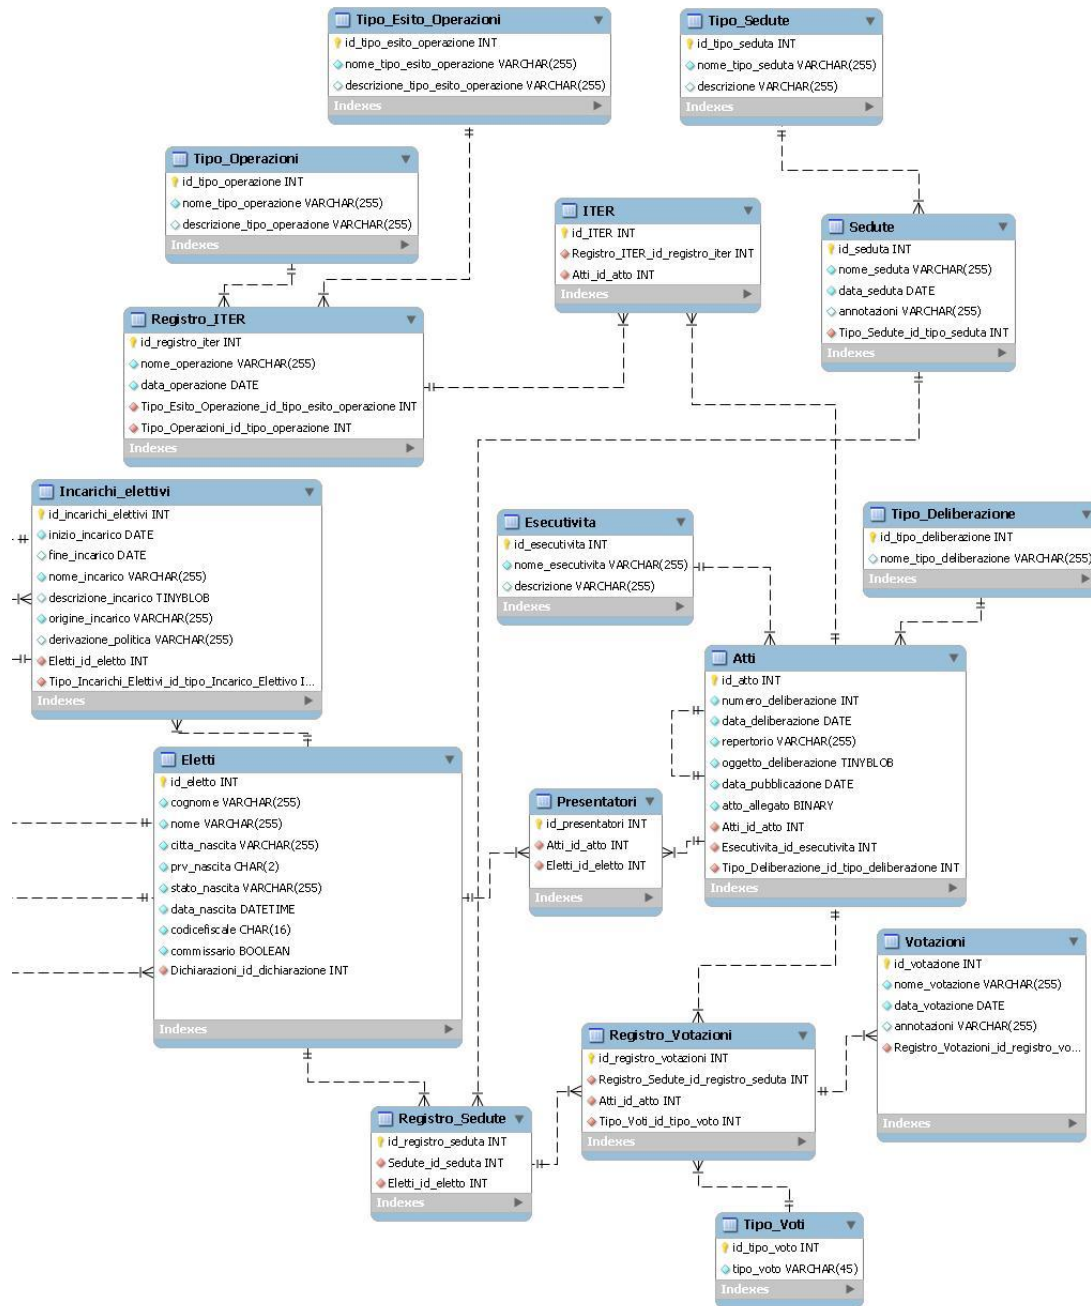 Tipo_Esito_Operazioni
id_tipo_esito_operazione INT
nome_tipo_esito_operazione VARCHAR(255)
descrizione_tipo_esito_operazione VARCHAR(255)
Indexes
Tipo_Sedute
id_tipo_seduta INT
nome_tipo_seduta VARCHAR(255)
descrizione VARCHAR(255)
Indexes
Tipo_Operazioni
id_tipo_operazione INT
nome_tipo_operazione VARCHAR(255)
descrizione_tipo_operazione VARCHAR(255)
Indexes
ITER
id_ITER INT
Registro_ITER_id_registro_iter INT
Atti_id_atto INT
Indexes
Sedute
id_seduta INT
nome_seduta VARCHAR(255)
data_seduta DATE
annotazioni VARCHAR(255)
Tipo_Sedute_id_tipo_seduta INT
Indexes
Registro_ITER
id_registro_iter INT
nome_operazione VARCHAR(255)
data_operazione DATE
Tipo_Esito_Operazione_id_tipo_esito_operazione INT
Tipo_Operazioni_id_tipo_operazione INT
Indexes
Incarichi_elettivi
id_incarichi_elettivi INT
inizio_incarico DATE
fine_incarico DATE
nome_incarico VARCHAR(255)
descrizione_incarico TINYBLOB
origine_incarico VARCHAR(255)
derivazione_politica VARCHAR(255)
Eletti_id_eletto INT
Tipo_Incarichi_Elettivi_id_tipo_Incarico_Elettivo I...
Indexes
Esecutivita
id_esecutivita INT
nome_esecutivita VARCHAR(255)
descrizione VARCHAR(255)
Indexes
Tipo_Deliberazione
id_tipo_deliberazione INT
nome_tipo_deliberazione VARCHAR(255)
Indexes
Atti
id_atto INT
numero_deliberazione INT
data_deliberazione DATE
repertorio VARCHAR(255)
oggetto_deliberazione TINYBLOB
data_pubblicazione DATE
atto_allegato BINARY
Atti_id_atto INT
Esecutivita_id_esecutivita INT
Tipo_Deliberazione_id_tipo_deliberazione INT
Indexes
Eletti
id_eletto INT
cognome VARCHAR(255)
nome VARCHAR(255)
citta_nascita VARCHAR(255)
prv_nascita CHAR(2)
stato_nascita VARCHAR(255)
data_nascita DATETIME
codicefiscale CHAR(16)
commissario BOOLEAN
Dichiarazioni_id_dichiarazione INT
Indexes
Presentatori
id_presentatori INT
Atti_id_atto INT
Eletti_id_eletto INT
Indexes
Votazioni
id_votazione INT
nome_votazione VARCHAR(255)
data_votazione DATE
annotazioni VARCHAR(255)
Registro_Votazioni_id_registro_vo...
Indexes
Registro_Votazioni
id_registro_votazioni INT
Registro_Sedute_id_registro_seduta INT
Atti_id_atto INT
Tipo_Voti_id_tipo_voto INT
Indexes
Registro_Sedute
id_registro_seduta INT
Sedute_id_seduta INT
Eletti_id_eletto INT
Indexes
Tipo_Voti
id_tipo_voto INT
tipo_voto VARCHAR(45)
Indexes